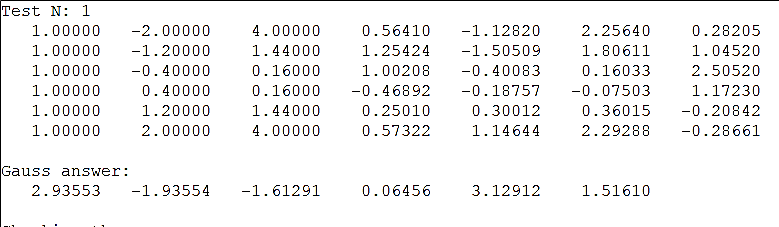 Test N: 1
1.00000 -2.00000 4.00000 0.56410 -1.12820 2.25640 0.28205
1.00000 -1.20000 1.44000 1.25424 -1.50509 1.80611 1.04520
1.00000 -0.40000 0.16000 1.00208 -0.40083 0.16033 2.50520
1.00000 0.40000 0.16000 -0.46892 -0.18757 -0.07503 1.17230
1.00000 1.20000 1.44000 0.25010 0.30012 0.36015 -0.20842
1.00000 2.00000 4.00000 0.57322 1.14644 2.29288 -0.28661
Gauss answer:
2.93553 -1.93554 -1.61291 0.06456 3.12912 1.51610